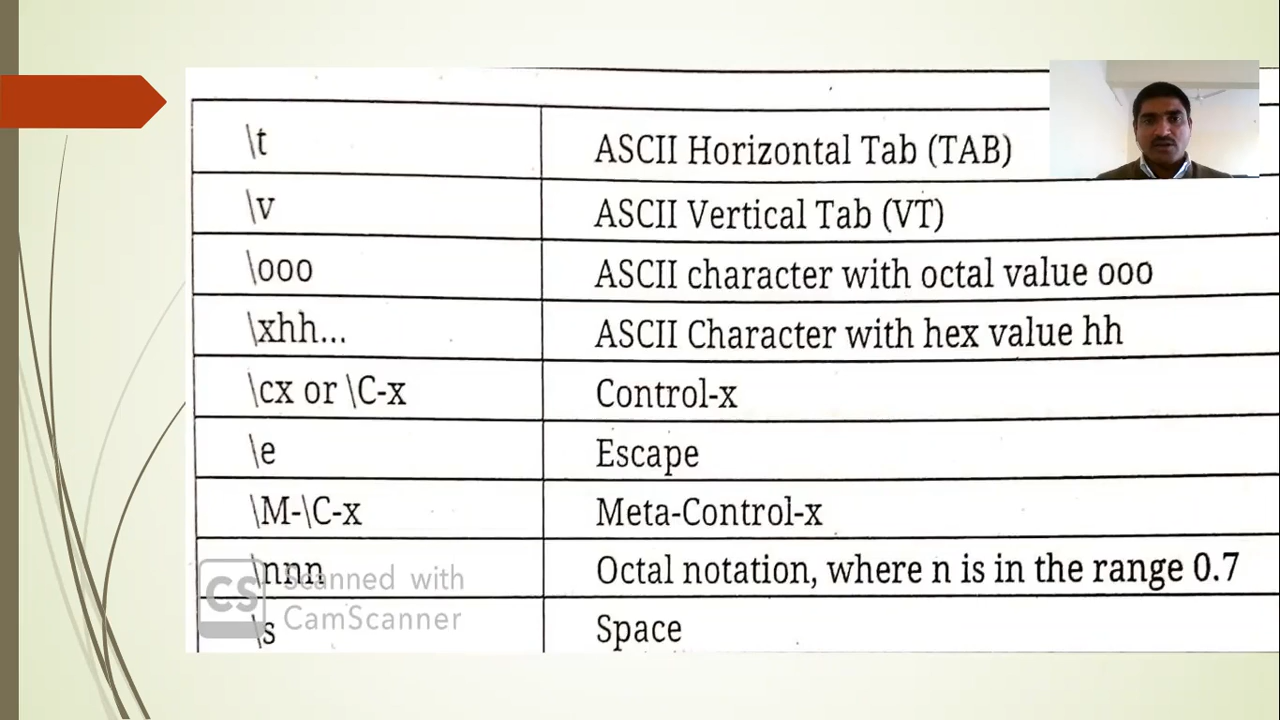 \t ASCII Horizontal Tab (TAB)
\v ASCII Vertical Tab (VT)
\ooo ASCII character with octal value ooo
\xhh... ASCII Character with hex value hh
\cx or \C-x Control-x
\e Escape
\M-\C-x Meta-Control-x
\nnn Octal notation, where n is in the range 0.7
\s Space
CS Scanned with
CamScanner